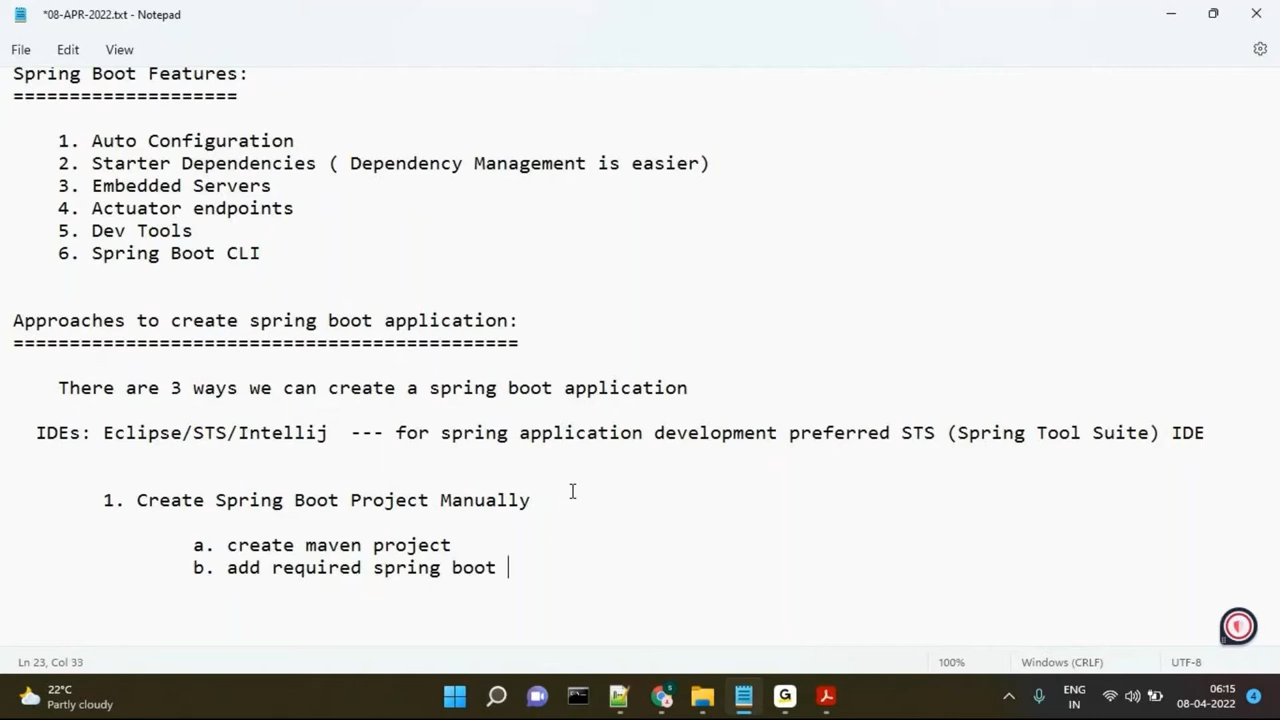 *08-APR-2022.txt - Notepad
File Edit View
Spring Boot Features:
====================
1. Auto Configuration
2. Starter Dependencies ( Dependency Management is easier)
3. Embedded Servers
4. Actuator endpoints
5. Dev Tools
6. Spring Boot CLI
Approaches to create spring boot application:
=============================================
There are 3 ways we can create a spring boot application
IDEs: Eclipse/STS/Intellij --- for spring application development preferred STS (Spring Tool Suite) IDE
1. Create Spring Boot Project Manually
a. create maven project
b. add required spring boot
Ln 23, Col 33 100% Windows (CRLF) UTF-8
22°C
Partly cloudy
ENG
IN
06:15
08-04-2022
4